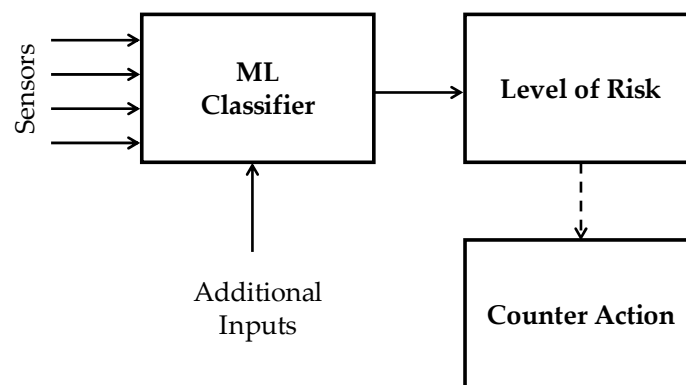 Sensors
ML
Classifier
Level of Risk
Additional
Inputs
Counter Action